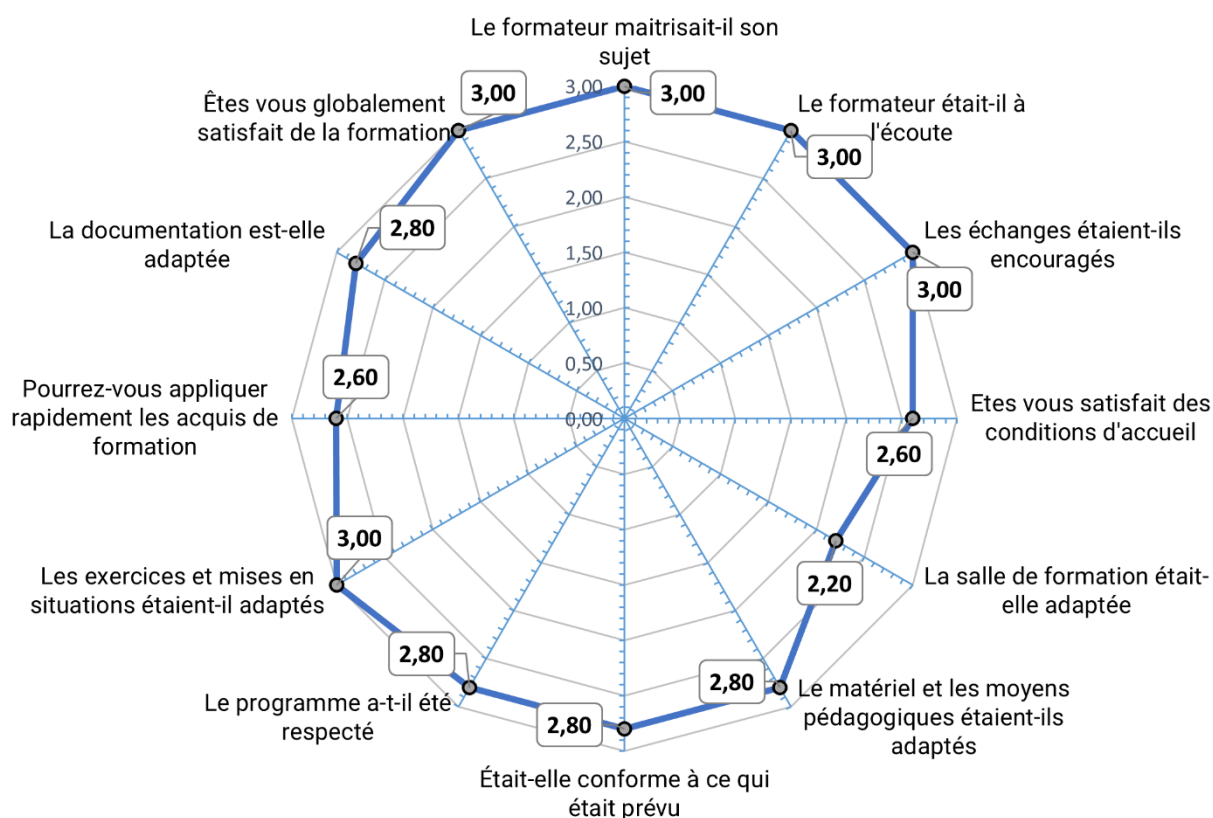 Le formateur maitrisait-il son
sujet
3,00
Le formateur était-il à
l'écoute
3,00
Les échanges étaient-ils
encouragés
3,00
Etes vous satisfait des
conditions d'accueil
2,60
La salle de formation était-
elle adaptée
2,20
Le matériel et les moyens
pédagogiques étaient-ils
adaptés
2,80
Était-elle conforme à ce qui
était prévu
2,80
Le programme a-t-il été
respecté
2,80
Les exercices et mises en
situations étaient-il adaptés
3,00
Pourrez-vous appliquer
rapidement les acquis de
formation
2,60
La documentation est-elle
adaptée
2,80
Êtes vous globalement
satisfait de la formation
3,00
3,00
2,50
2,00
1,50
1,00
0,50
0,00